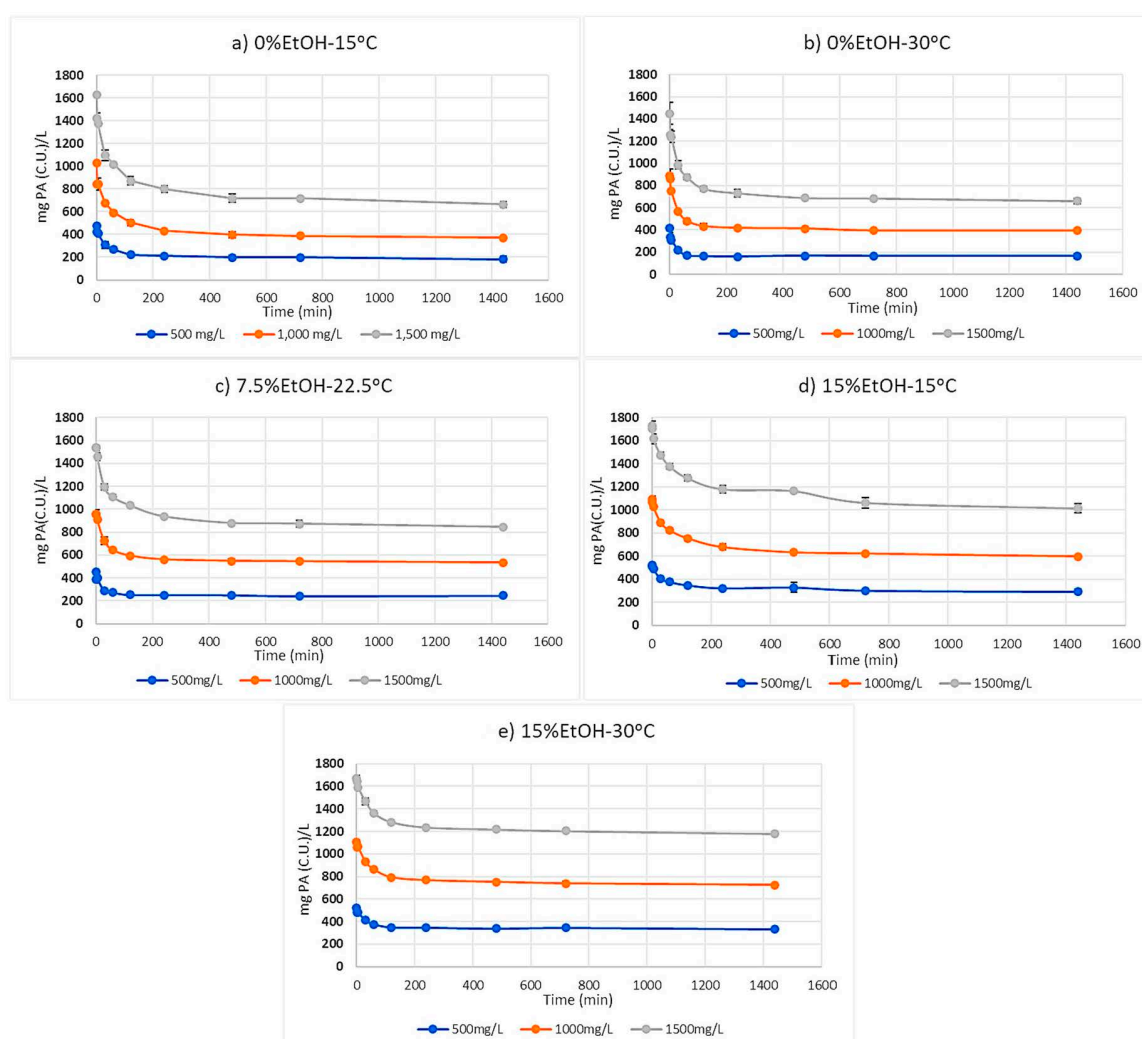 a) 0%EtOH-15°C
mg PA (C.U.)/L
1800
1600
1400
1200
1000
800
600
400
200
0
0 200 400 600 800 1000 1200 1400 1600
Time (min)
500 mg/L 1,000 mg/L 1,500 mg/L
b) 0%EtOH-30°C
mg PA (C.U.)/L
1800
1600
1400
1200
1000
800
600
400
200
0
0 200 400 600 800 1000 1200 1400 1600
Time (min)
500mg/L 1000mg/L 1500mg/L
c) 7.5%EtOH-22.5°C
mg PA(C.U.)/L
1800
1600
1400
1200
1000
800
600
400
200
0
0 200 400 600 800 1000 1200 1400 1600
Time (min)
500mg/L 1000mg/L 1500mg/L
d) 15%EtOH-15°C
mg PA(C.U.)/L
1800
1600
1400
1200
1000
800
600
400
200
0
0 200 400 600 800 1000 1200 1400 1600
Time (min)
500mg/L 1000mg/L 1500mg/L
e) 15%EtOH-30°C
mg PA (C.U.)/L
1800
1600
1400
1200
1000
800
600
400
200
0
0 200 400 600 800 1000 1200 1400 1600
Time (min)
500mg/L 1000mg/L 1500mg/L